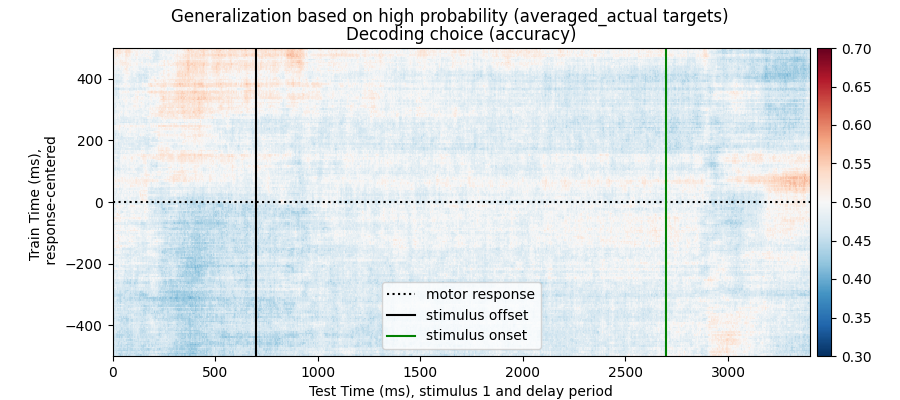 Generalization based on high probability (averaged_actual targets)
Decoding choice (accuracy)
Train Time (ms),
response-centered
400
200
0
−200
−400
motor response
stimulus offset
stimulus onset
0
500
1000
1500
2000
2500
3000
Test Time (ms), stimulus 1 and delay period
0.70
0.65
0.60
0.55
0.50
0.45
0.40
0.35
0.30